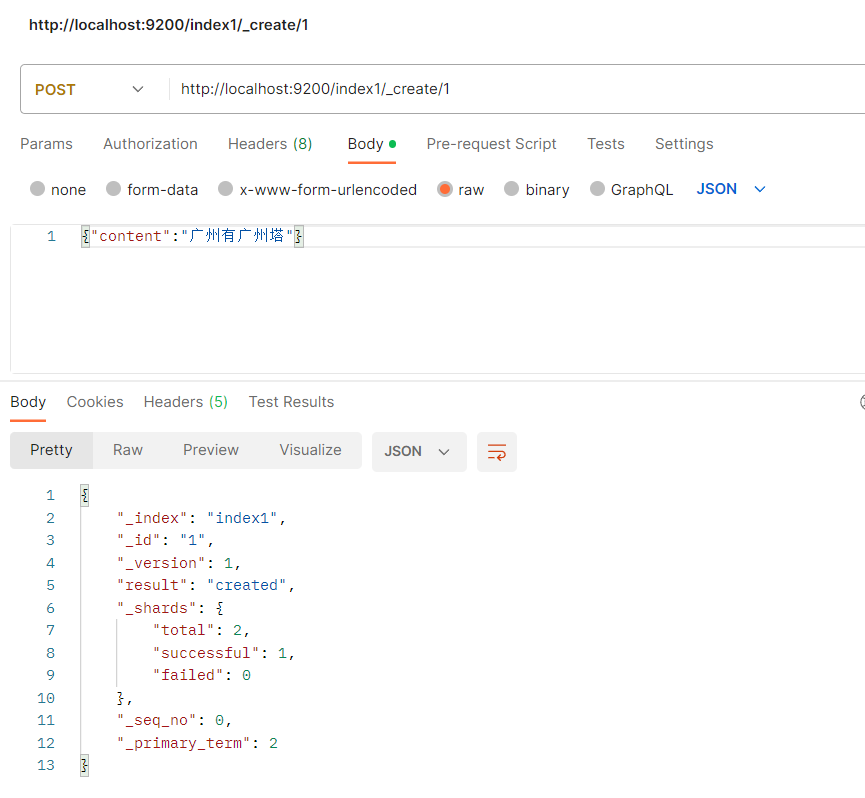 http://localhost:9200/index1/_create/1
POST http://localhost:9200/index1/_create/1
Params Authorization Headers (8) Body Pre-request Script Tests Settings
none form-data x-www-form-urlencoded raw binary GraphQL JSON
1 {"content":"广州有广州塔"}
Body Cookies Headers (5) Test Results
Pretty Raw Preview Visualize JSON
1 {
2 "_index": "index1",
3 "_id": "1",
4 "_version": 1,
5 "result": "created",
6 "_shards": {
7 "total": 2,
8 "successful": 1,
9 "failed": 0
10 },
11 "_seq_no": 0,
12 "_primary_term": 2
13 }